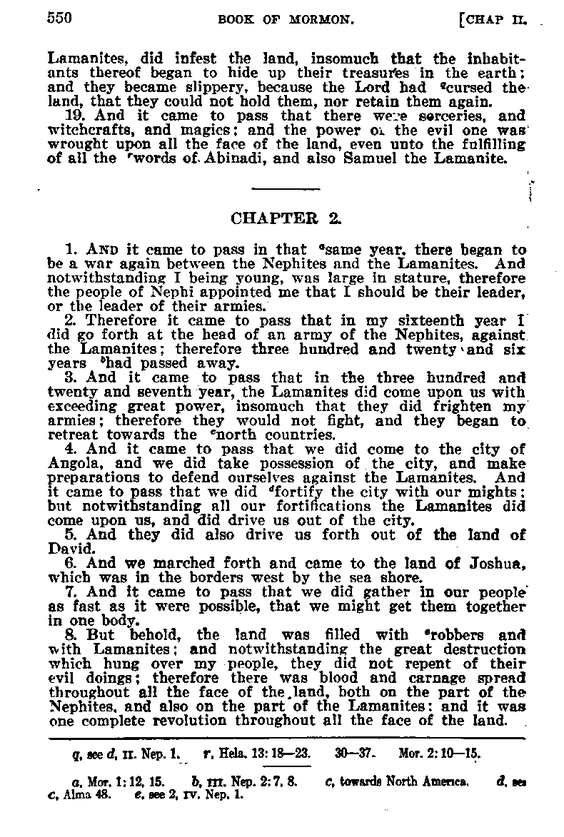 550 BOOK OF MORMON. [CHAP II.
Lamanites, did infest the land, insomuch that the inhabit-
ants thereof began to hide up their treasures in the earth;
and they became slippery, because the Lord had qcursed the
land, that they could not hold them, nor retain them again.
19. And it came to pass that there were sorceries, and
witchcrafts, and magics; and the power of the evil one was
wrought upon all the face of the land, even unto the fulfilling
of all the rwords of Abinadi, and also Samuel the Lamanite.
CHAPTER 2.
1. AND it came to pass in that asame year, there began to
be a war again between the Nephites and the Lamanites. And
notwithstanding I being young, was large in stature, therefore
the people of Nephi appointed me that I should be their leader,
or the leader of their armies.
2. Therefore it came to pass that in my sixteenth year I
did go forth at the head of an army of the Nephites, against
the Lamanites; therefore three hundred and twenty and six
years bhad passed away.
3. And it came to pass that in the three hundred and
twenty and seventh year, the Lamanites did come upon us with
exceeding great power, insomuch that they did frighten my
armies; therefore they would not fight, and they began to
retreat towards the cnorth countries.
4. And it came to pass that we did come to the city of
Angola, and we did take possession of the city, and make
preparations to defend ourselves against the Lamanites. And
it came to pass that we did dfortify the city with our mights;
but notwithstanding all our fortifications the Lamanites did
come upon us, and did drive us out of the city.
5. And they did also drive us forth out of the land of
David.
6. And we marched forth and came to the land of Joshua,
which was in the borders west by the sea shore.
7. And it came to pass that we did gather in our people
as fast as it were possible, that we might get them together
in one body.
8. But behold, the land was filled with erobbers and
with Lamanites; and notwithstanding the great destruction
which hung over my people, they did not repent of their
evil doings; therefore there was blood and carnage spread
throughout all the face of the land, both on the part of the
Nephites, and also on the part of the Lamanites: and it was
one complete revolution throughout all the face of the land.
q, see d, II. Nep. 1. r, Hela. 13:18—23. 30—37. Mor. 2:10—15.
a, Mor. 1:12, 15. b, III. Nep. 2:7, 8. c, towards North America. d, see
c, Alma 48. e, see 2, IV. Nep. 1.